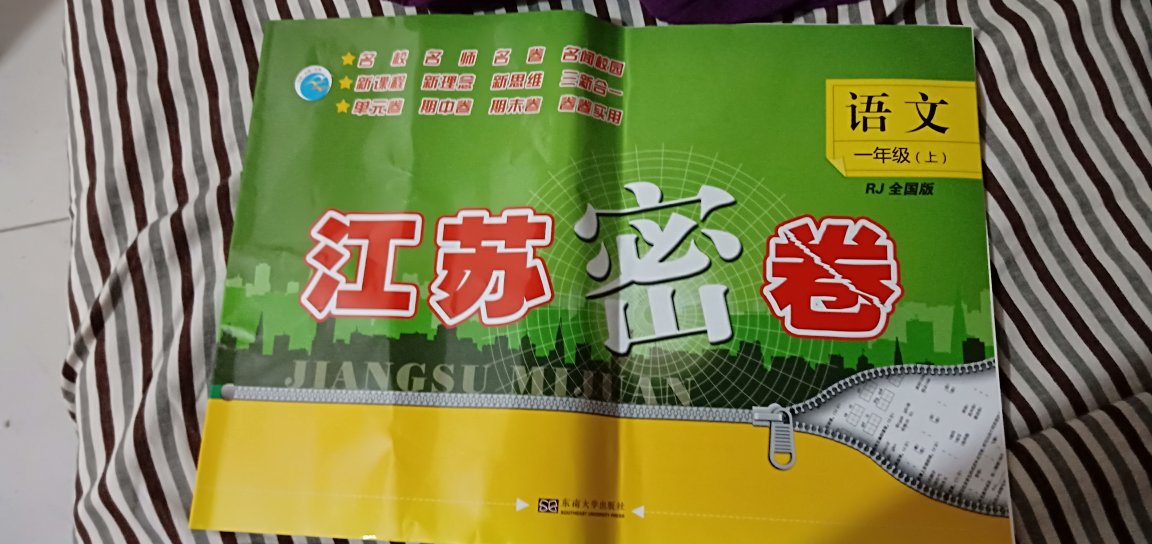 名校 名师 名卷 名闻校园
新课程 新理念 新思维 三新合一
单元卷 期中卷 期末卷 卷卷实用
语文
一年级（上）
RJ 全国版
江苏密卷
JIANGSU MIJUAN
东南大学出版社
SOUTHEAST UNIVERSITY PRESS